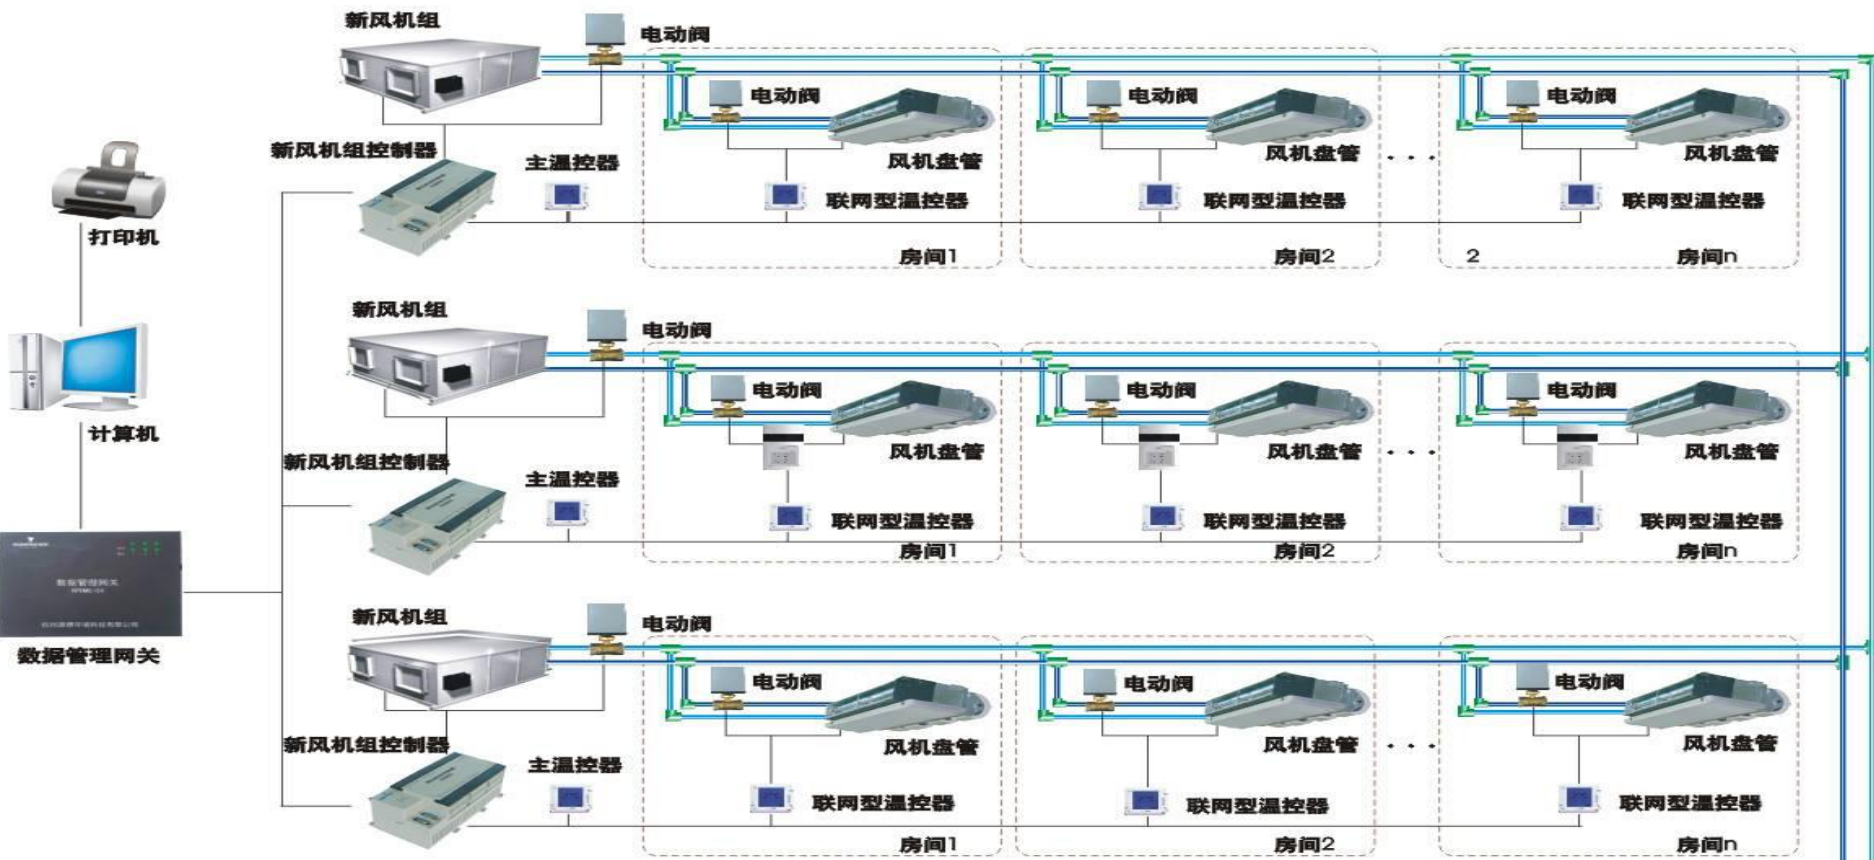 新风机组
电动阀
电动阀
电动阀
电动阀
新风机组控制器
主温控器
风机盘管
风机盘管
...
风机盘管
联网型温控器
联网型温控器
联网型温控器
打印机
房间1
房间2
2
房间n
新风机组
电动阀
电动阀
电动阀
电动阀
计算机
新风机组控制器
主温控器
风机盘管
风机盘管
...
风机盘管
联网型温控器
联网型温控器
联网型温控器
房间1
房间2
房间n
数据管理网关
新风机组
电动阀
数据管理网关
电动阀
电动阀
电动阀
新风机组控制器
主温控器
风机盘管
风机盘管
...
风机盘管
联网型温控器
联网型温控器
联网型温控器
房间1
房间2
房间n